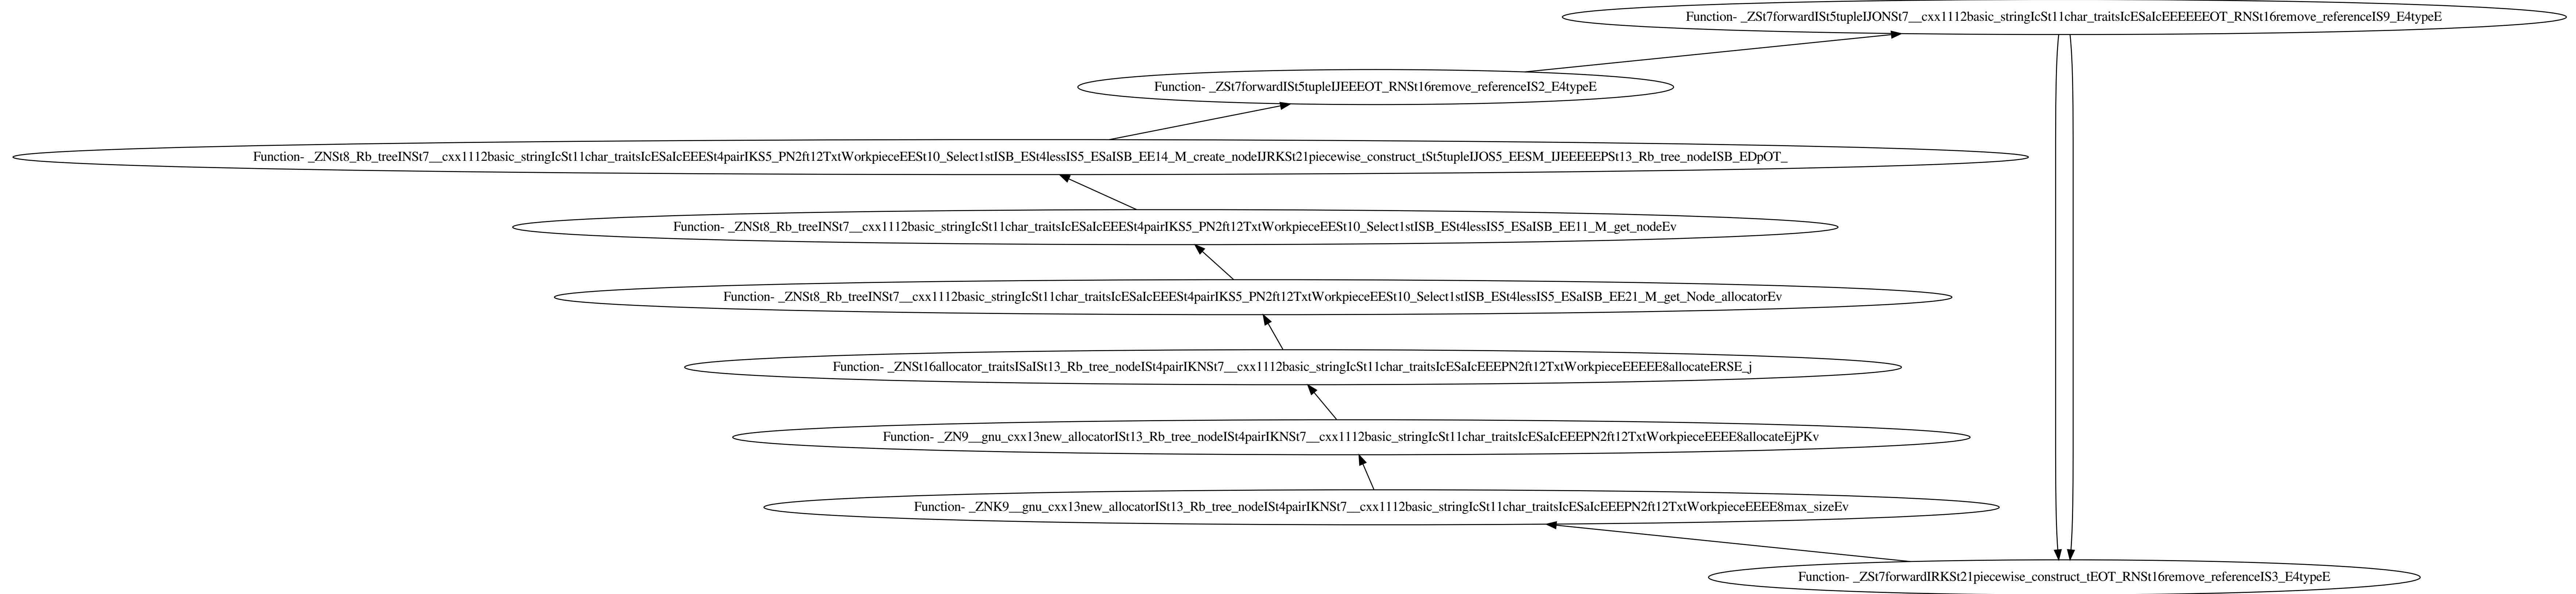 Function- _ZSt7forwardISt5tupleIJONSt7__cxx1112basic_stringIcSt11char_traitsIcESaIcEEEEEEOT_RNSt16remove_referenceIS9_E4typeE
Function- _ZSt7forwardISt5tupleIJEEEOT_RNSt16remove_referenceIS2_E4typeE
Function- _ZNSt8_Rb_treeINSt7__cxx1112basic_stringIcSt11char_traitsIcESaIcEEESt4pairIKS5_PN2ft12TxtWorkpieceEESt10_Select1stISB_ESt4lessIS5_ESaISB_EE14_M_create_nodeIJRKSt21piecewise_construct_tSt5tupleIJOS5_EESM_IJEEEEEPSt13_Rb_tree_nodeISB_EDpOT_
Function- _ZNSt8_Rb_treeINSt7__cxx1112basic_stringIcSt11char_traitsIcESaIcEEESt4pairIKS5_PN2ft12TxtWorkpieceEESt10_Select1stISB_ESt4lessIS5_ESaISB_EE11_M_get_nodeEv
Function- _ZNSt8_Rb_treeINSt7__cxx1112basic_stringIcSt11char_traitsIcESaIcEEESt4pairIKS5_PN2ft12TxtWorkpieceEESt10_Select1stISB_ESt4lessIS5_ESaISB_EE21_M_get_Node_allocatorEv
Function- _ZNSt16allocator_traitsISaISt13_Rb_tree_nodeISt4pairIKNSt7__cxx1112basic_stringIcSt11char_traitsIcESaIcEEEPN2ft12TxtWorkpieceEEEEE8allocateERSE_j
Function- _ZN9__gnu_cxx13new_allocatorISt13_Rb_tree_nodeISt4pairIKNSt7__cxx1112basic_stringIcSt11char_traitsIcESaIcEEEPN2ft12TxtWorkpieceEEEE8allocateEjPKv
Function- _ZNK9__gnu_cxx13new_allocatorISt13_Rb_tree_nodeISt4pairIKNSt7__cxx1112basic_stringIcSt11char_traitsIcESaIcEEEPN2ft12TxtWorkpieceEEEE8max_sizeEv
Function- _ZSt7forwardIRKSt21piecewise_construct_tEOT_RNSt16remove_referenceIS3_E4typeE